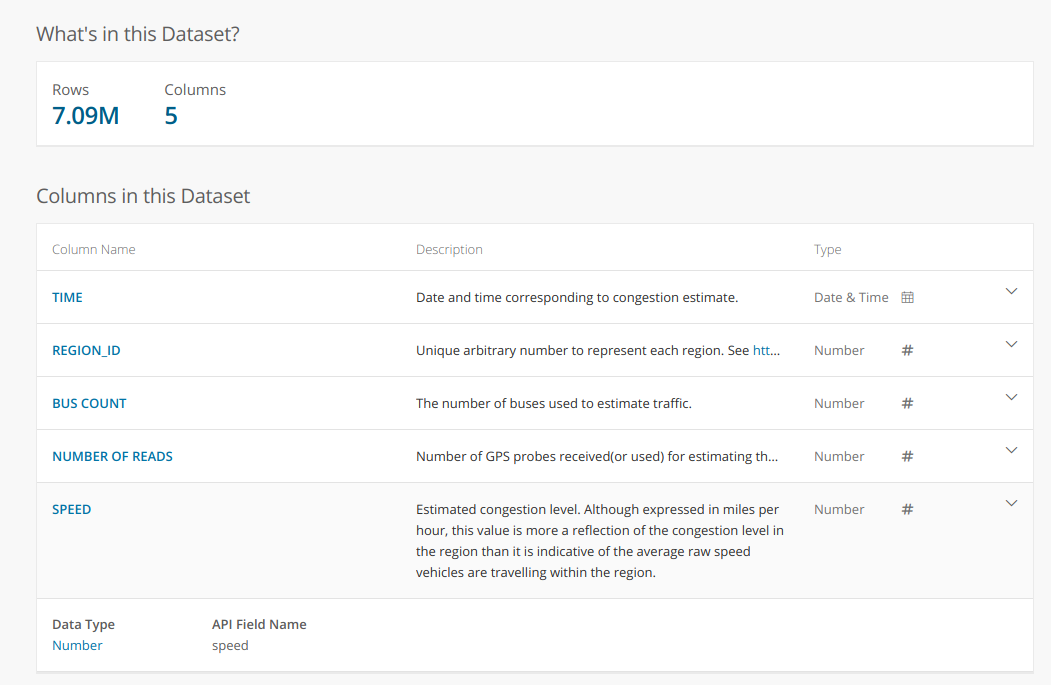 What's in this Dataset?
Rows Columns
7.09M 5
Columns in this Dataset
Column Name Description Type
TIME Date and time corresponding to congestion estimate. Date & Time
REGION_ID Unique arbitrary number to represent each region. See htt... Number #
BUS COUNT The number of buses used to estimate traffic. Number #
NUMBER OF READS Number of GPS probes received(or used) for estimating th... Number #
SPEED Estimated congestion level. Although expressed in miles per Number #
hour, this value is more a reflection of the congestion level in
the region than it is indicative of the average raw speed
vehicles are travelling within the region.
Data Type API Field Name
Number speed